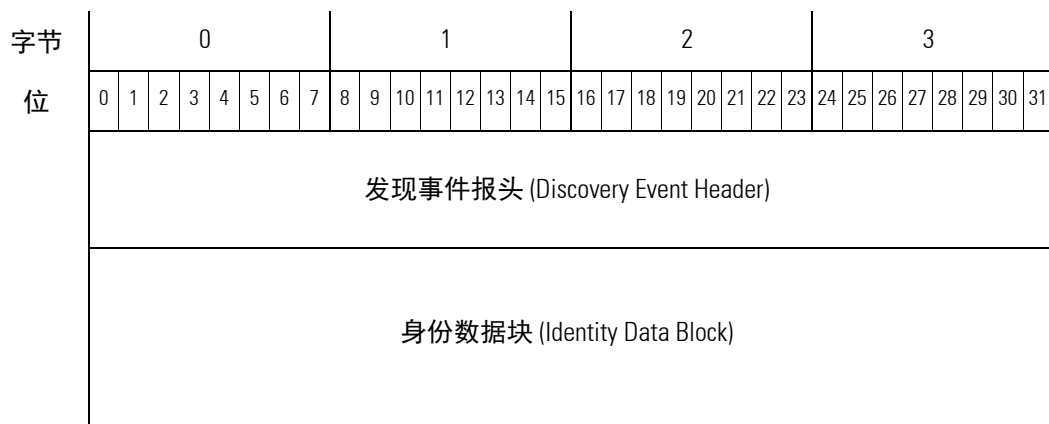 字节 0 1 2 3
位 0 1 2 3 4 5 6 7 8 9 10 11 12 13 14 15 16 17 18 19 20 21 22 23 24 25 26 27 28 29 30 31
发现事件报头 (Discovery Event Header)
身份数据块 (Identity Data Block)